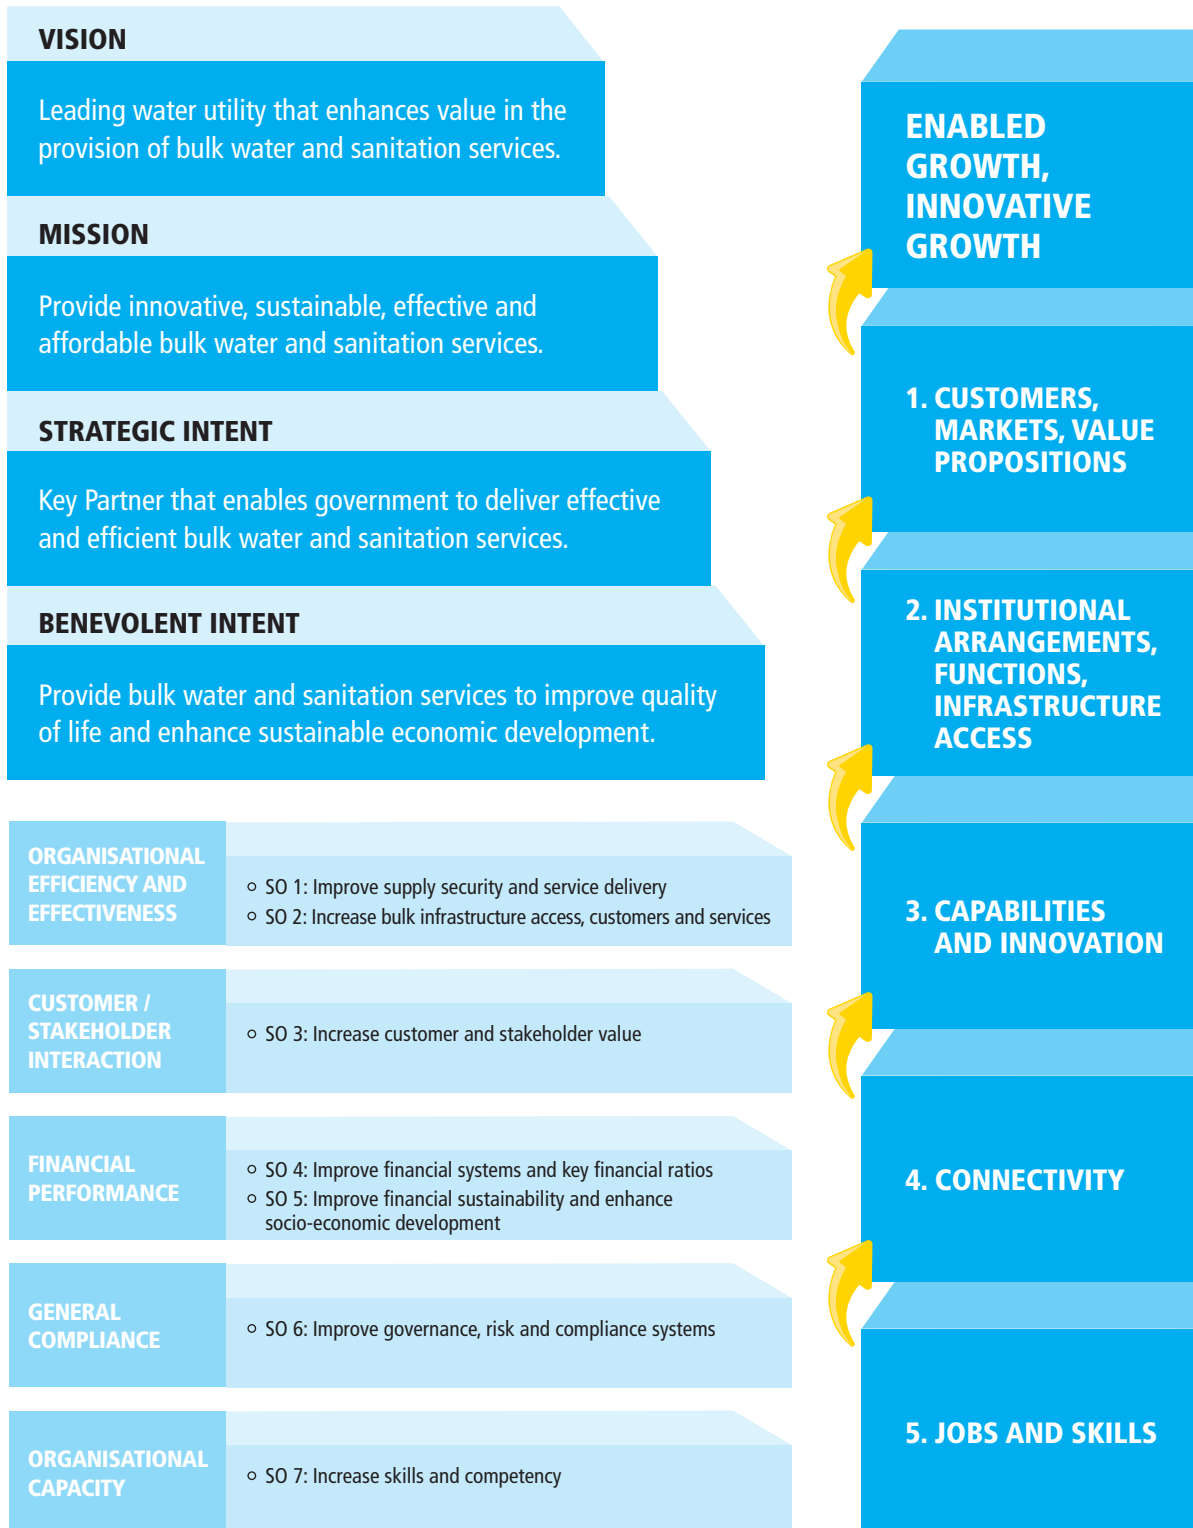 VISION
Leading water utility that enhances value in the
provision of bulk water and sanitation services.
MISSION
Provide innovative, sustainable, effective and
affordable bulk water and sanitation services.
STRATEGIC INTENT
Key Partner that enables government to deliver effective
and efficient bulk water and sanitation services.
BENEVOLENT INTENT
Provide bulk water and sanitation services to improve quality
of life and enhance sustainable economic development.
ORGANISATIONAL
EFFICIENCY AND
EFFECTIVENESS
SO 1: Improve supply security and service delivery
SO 2: Increase bulk infrastructure access, customers and services
CUSTOMER /
STAKEHOLDER
INTERACTION
SO 3: Increase customer and stakeholder value
FINANCIAL
PERFORMANCE
SO 4: Improve financial systems and key financial ratios
SO 5: Improve financial sustainability and enhance
socio-economic development
GENERAL
COMPLIANCE
SO 6: Improve governance, risk and compliance systems
ORGANISATIONAL
CAPACITY
SO 7: Increase skills and competency
ENABLED
GROWTH,
INNOVATIVE
GROWTH
1. CUSTOMERS,
MARKETS, VALUE
PROPOSITIONS
2. INSTITUTIONAL
ARRANGEMENTS,
FUNCTIONS,
INFRASTRUCTURE
ACCESS
3. CAPABILITIES
AND INNOVATION
4. CONNECTIVITY
5. JOBS AND SKILLS